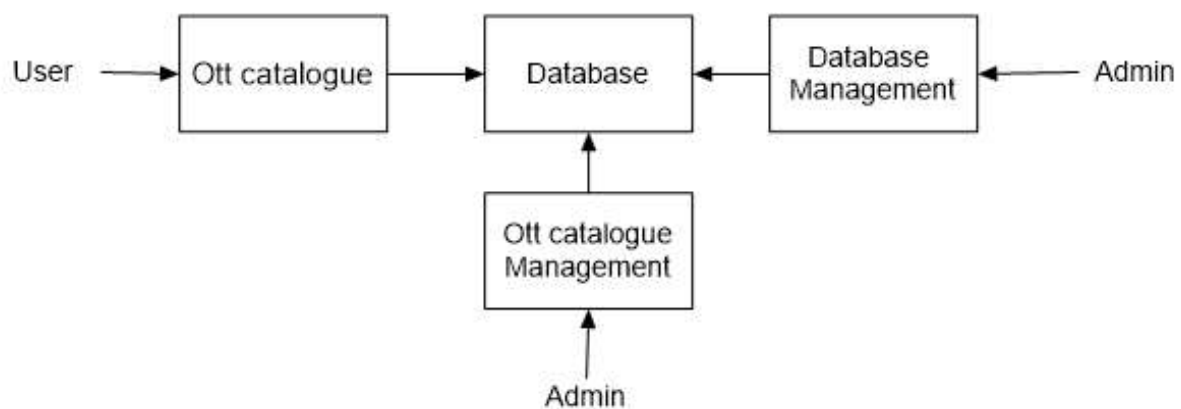 User
Ott catalogue
Database
Database
Management
Admin
Ott catalogue
Management
Admin